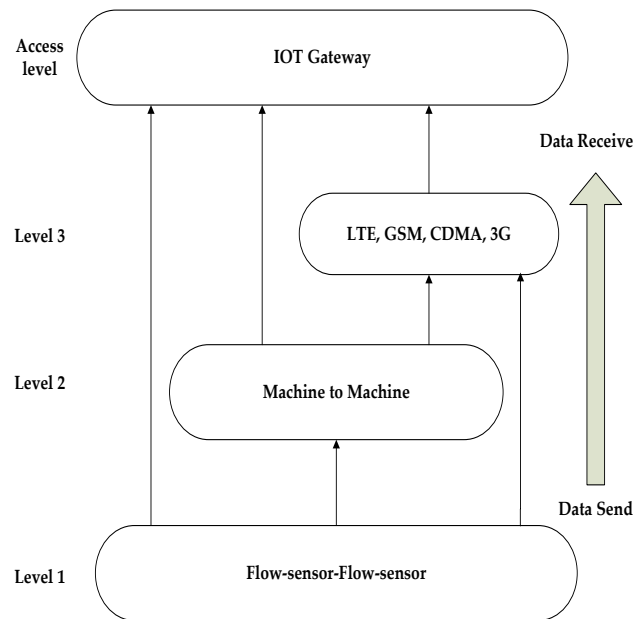 Access
level
IOT Gateway
Data Receive
Level 3
LTE, GSM, CDMA, 3G
Level 2
Machine to Machine
Data Send
Level 1
Flow-sensor-Flow-sensor